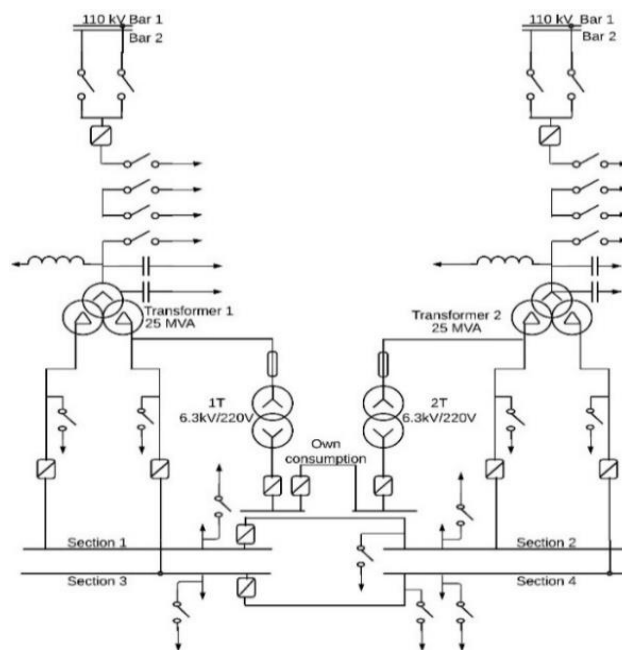 110 kV Bar 1
Bar 2
110 kV Bar 1
Bar 2
Transformer 1
25 MVA
Transformer 2
25 MVA
1T
6.3kV/220V
2T
6.3kV/220V
Own
consumption
Section 1
Section 2
Section 3
Section 4